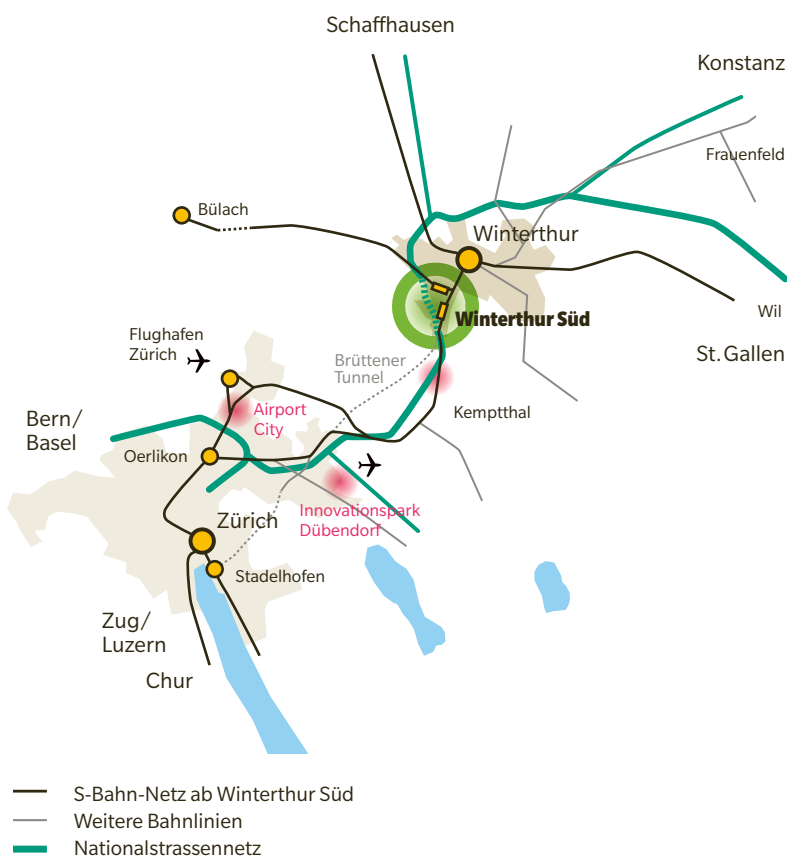 Schaffhausen
Konstanz
Frauenfeld
Bülach
Winterthur
Wil
Winterthur Süd
St. Gallen
Flughafen
Zürich
Brüttener
Tunnel
Kemptthal
Airport
City
Bern/
Basel
Oerlikon
Innovationspark
Dübendorf
Zürich
Stadelhofen
Zug/
Luzern
Chur
S-Bahn-Netz ab Winterthur Süd
Weitere Bahnlinien
Nationalstrassennetz